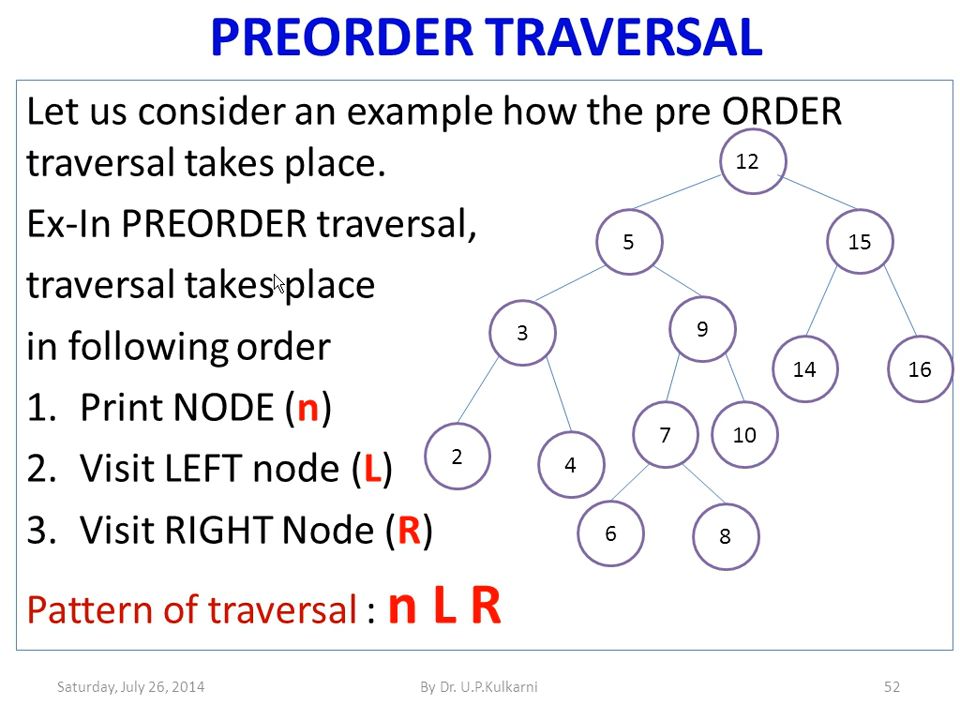 PREORDER TRAVERSAL
Let us consider an example how the pre ORDER
traversal takes place.
Ex-In PREORDER traversal,
traversal takes place
in following order
1. Print NODE (n)
2. Visit LEFT node (L)
3. Visit RIGHT Node (R)
Pattern of traversal : n L R
12
5
15
3
9
14
16
2
4
7
10
6
8
Saturday, July 26, 2014
By Dr. U.P.Kulkarni
52